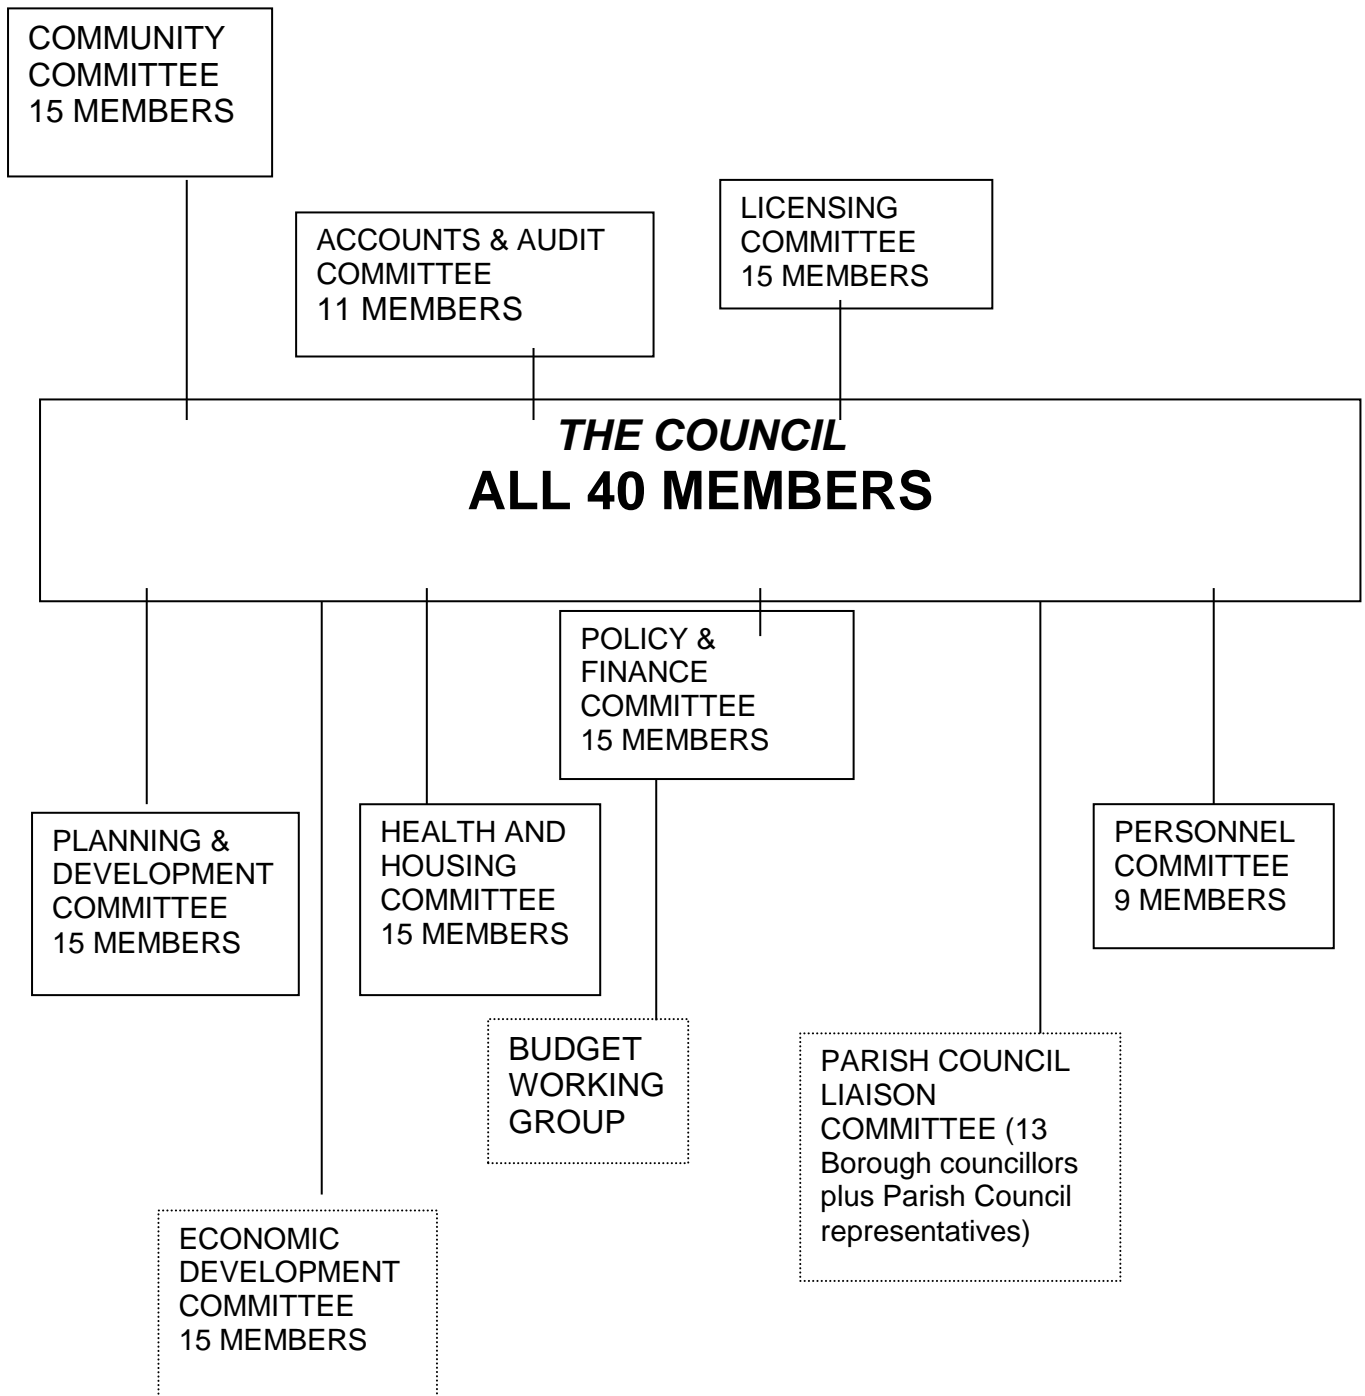 COMMUNITY
COMMITTEE
15 MEMBERS
ACCOUNTS & AUDIT
COMMITTEE
11 MEMBERS
LICENSING
COMMITTEE
15 MEMBERS
THE COUNCIL
ALL 40 MEMBERS
POLICY &
FINANCE
COMMITTEE
15 MEMBERS
PLANNING &
DEVELOPMENT
COMMITTEE
15 MEMBERS
HEALTH AND
HOUSING
COMMITTEE
15 MEMBERS
PERSONNEL
COMMITTEE
9 MEMBERS
BUDGET
WORKING
GROUP
PARISH COUNCIL
LIAISON
COMMITTEE (13
Borough councillors
plus Parish Council
representatives)
ECONOMIC
DEVELOPMENT
COMMITTEE
15 MEMBERS